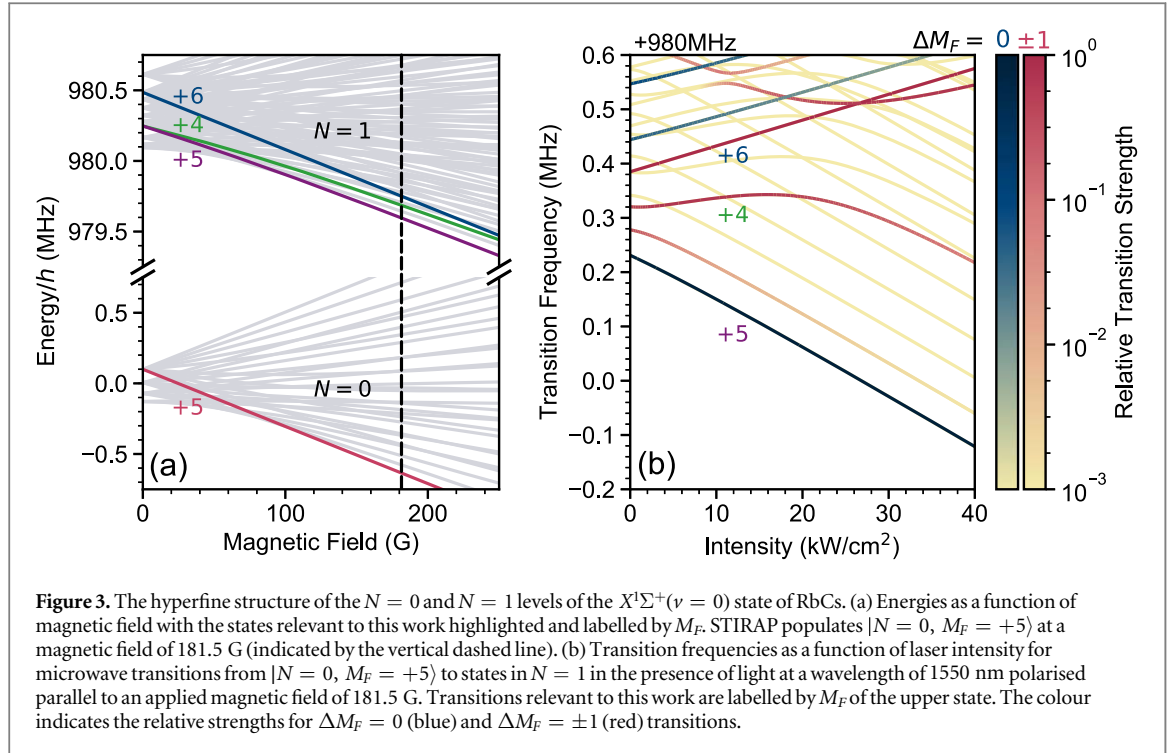 980.5
980.0
979.5
0.5
0.0
−0.5
Energy/h (MHz)
+6
+4
+5
N = 1
N = 0
+5
(a)
0
100
200
Magnetic Field (G)
+980MHz
ΔM_F = 0 ±1
0.6
0.5
0.4
0.3
0.2
0.1
0.0
−0.1
−0.2
Transition Frequency (MHz)
+6
+4
+5
(b)
0
10
20
30
40
Intensity (kW/cm²)
10⁰
10⁻¹
10⁻²
10⁻³
Relative Transition Strength
Figure 3. The hyperfine structure of the N = 0 and N = 1 levels of the X¹Σ⁺(ν = 0) state of RbCs. (a) Energies as a function of
magnetic field with the states relevant to this work highlighted and labelled by M_F. STIRAP populates |N = 0, M_F = +5⟩ at a
magnetic field of 181.5 G (indicated by the vertical dashed line). (b) Transition frequencies as a function of laser intensity for
microwave transitions from |N = 0, M_F = +5⟩ to states in N = 1 in the presence of light at a wavelength of 1550 nm polarised
parallel to an applied magnetic field of 181.5 G. Transitions relevant to this work are labelled by M_F of the upper state. The colour
indicates the relative strengths for ΔM_F = 0 (blue) and ΔM_F = ±1 (red) transitions.